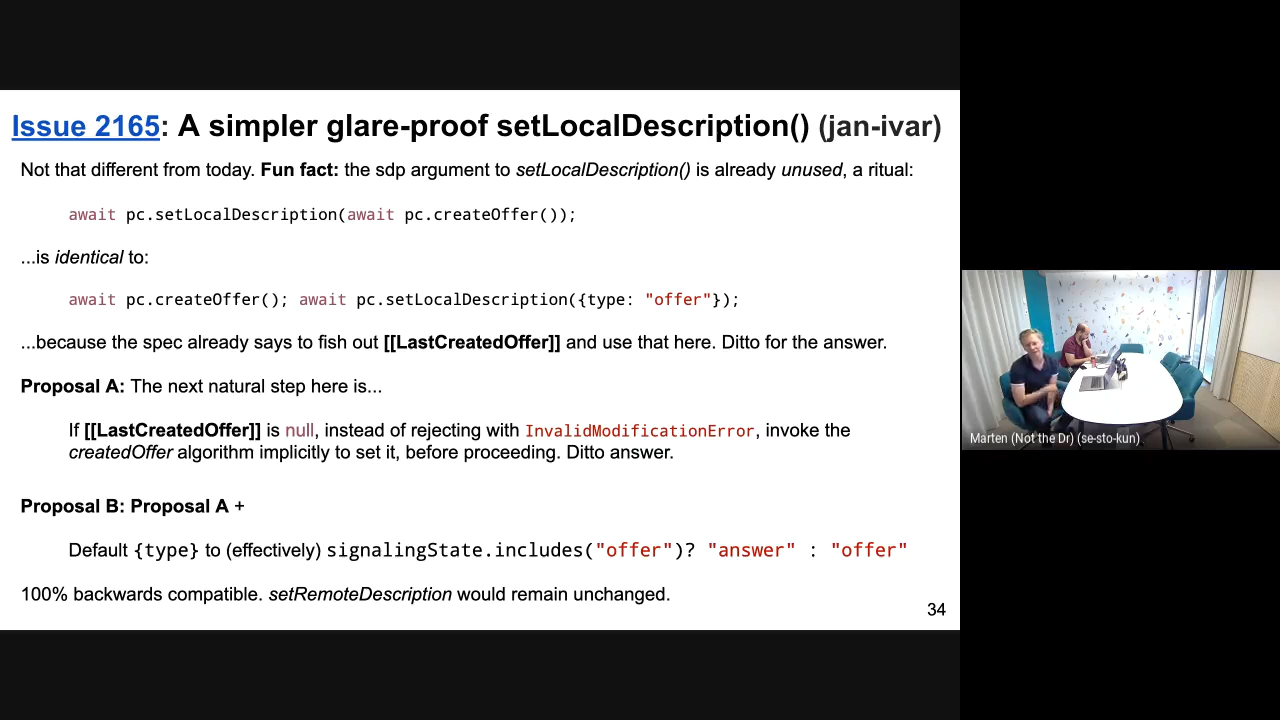 Issue 2165: A simpler glare-proof setLocalDescription() (jan-ivar)
Not that different from today. Fun fact: the sdp argument to setLocalDescription() is already unused, a ritual:
await pc.setLocalDescription(await pc.createOffer());
...is identical to:
await pc.createOffer(); await pc.setLocalDescription({type: "offer"});
...because the spec already says to fish out [[LastCreatedOffer]] and use that here. Ditto for the answer.
Proposal A: The next natural step here is...
If [[LastCreatedOffer]] is null, instead of rejecting with InvalidModificationError, invoke the
createdOffer algorithm implicitly to set it, before proceeding. Ditto answer.
Proposal B: Proposal A +
Default {type} to (effectively) signalingState.includes("offer")? "answer" : "offer"
100% backwards compatible. setRemoteDescription would remain unchanged.
34
Marten (Not the Dr) (se-sto-kun)